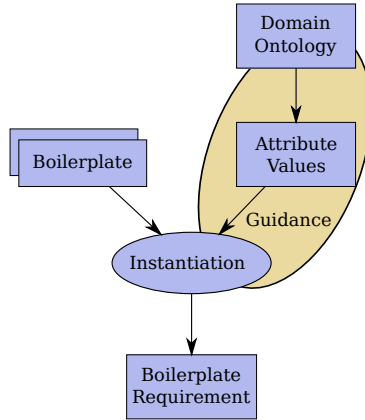 Domain
Ontology
Boilerplate
Attribute
Values
Guidance
Instantiation
Boilerplate
Requirement